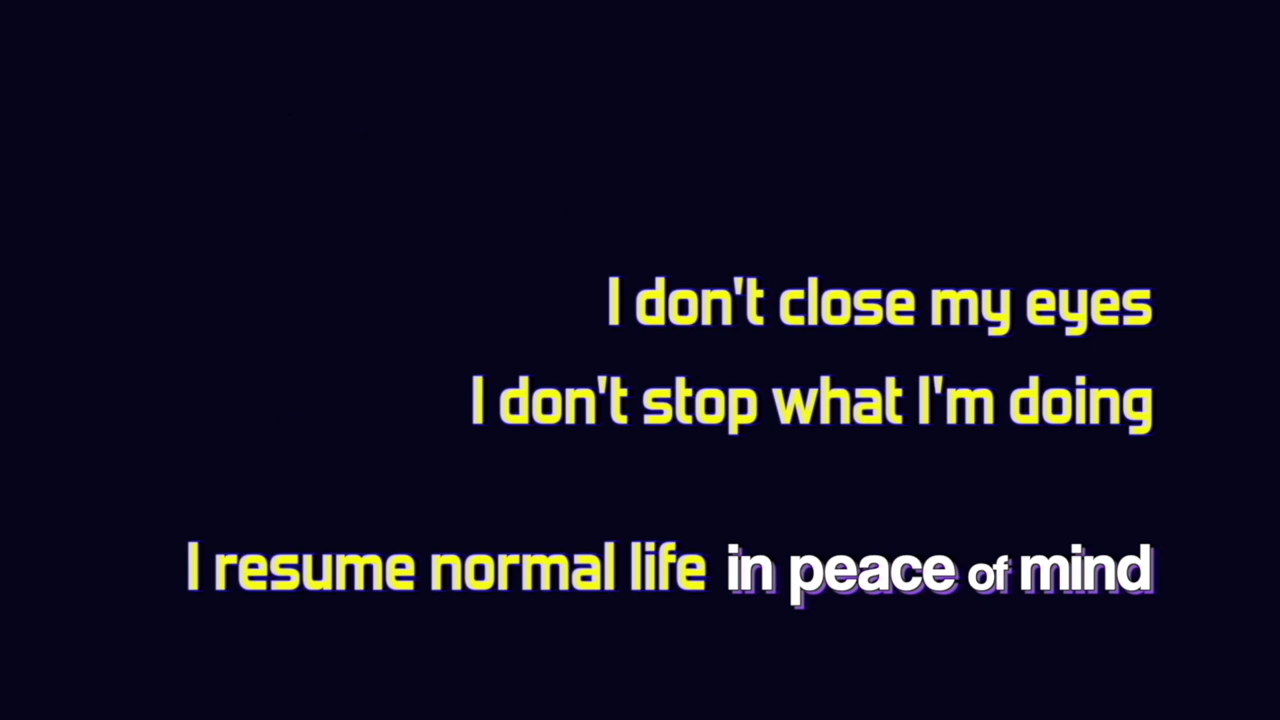 I don't close my eyes
I don't stop what I'm doing
I resume normal life in peace of mind